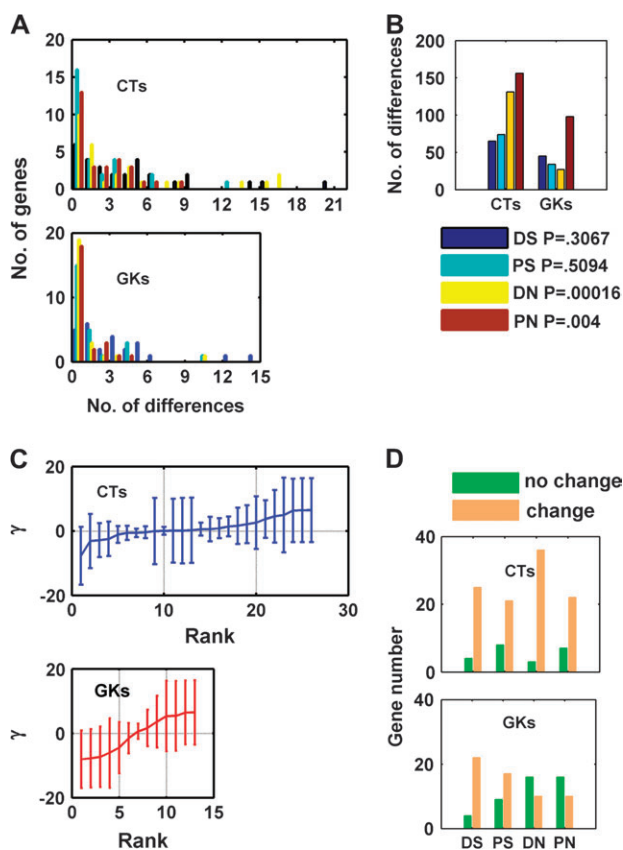 A
No. of genes
20
15
10
5
0
CTs
0 3 6 9 12 15 18 21
20
10
0
GKs
0 3 6 9 12 15
No. of differences
B
No. of differences
200
150
100
50
0
CTs GKs
DS P=.3067
PS P=.5094
DN P=.00016
PN P=.004
C
γ
20
0
-20
CTs
0 10 20 30
Rank
γ
20
0
-20
GKs
0 5 10 15
Rank
D
no change
change
Gene number
40
20
0
CTs
40
20
0
GKs
DS PS DN PN